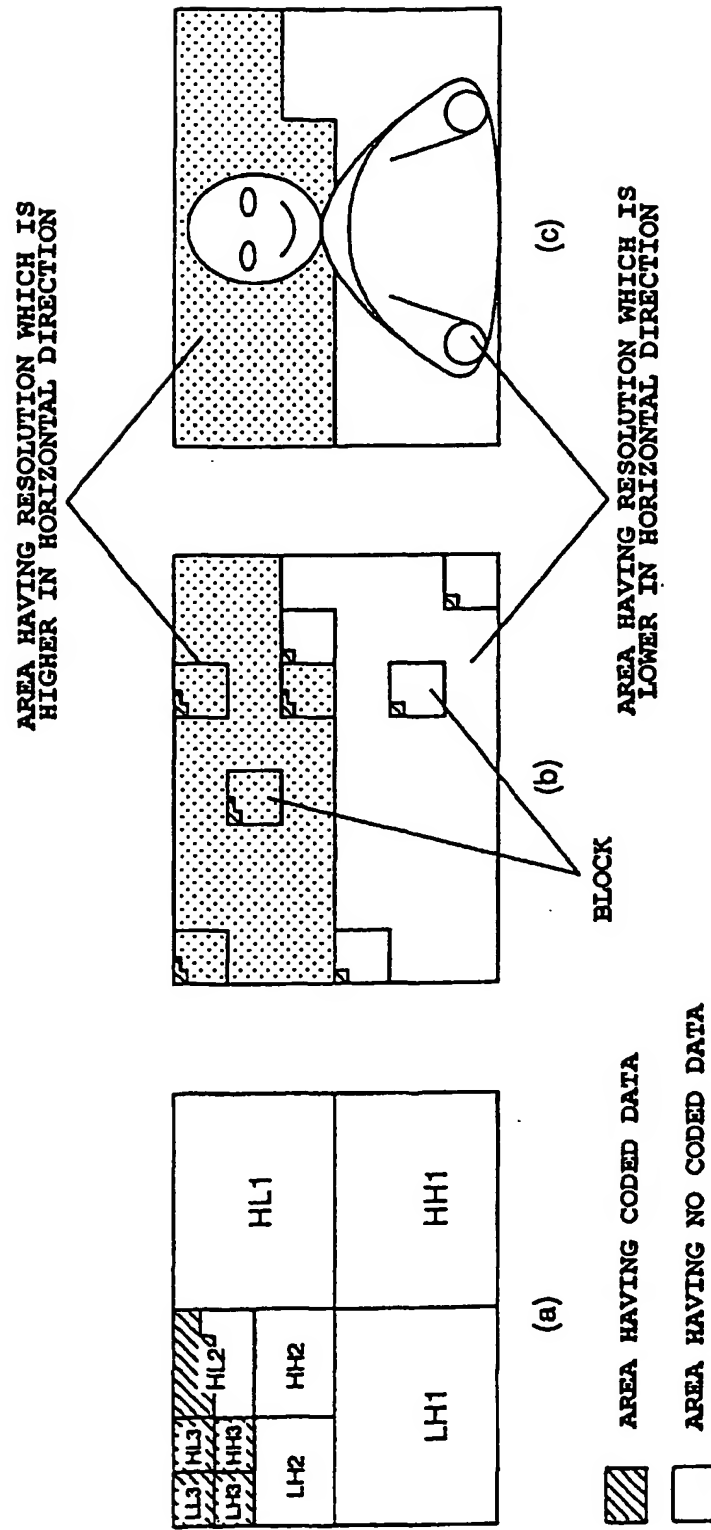 LL3
HL3
HL2
HL1
LH3
HH3
LH2
HH2
LH1
HH1
(a)
AREA HAVING CODED DATA
AREA HAVING NO CODED DATA
AREA HAVING RESOLUTION WHICH IS
HIGHER IN HORIZONTAL DIRECTION
(b)
BLOCK
(c)
AREA HAVING RESOLUTION WHICH IS
LOWER IN HORIZONTAL DIRECTION